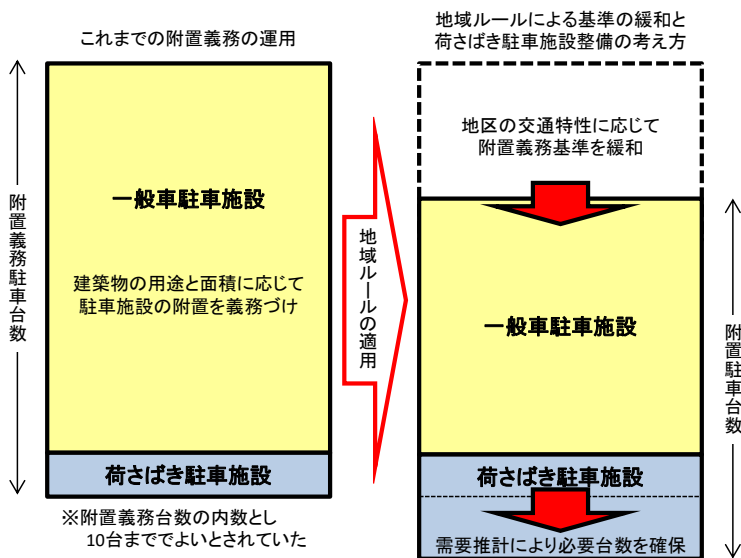 これまでの附置義務の運用
附置義務駐車台数
一般車駐車施設
建築物の用途と面積に応じて
駐車施設の附置を義務づけ
荷さばき駐車施設
※附置義務台数の内数とし
10台まででよいとされていた
地域ルールの適用
地域ルールによる基準の緩和と
荷さばき駐車施設整備の考え方
地区の交通特性に応じて
附置義務基準を緩和
一般車駐車施設
荷さばき駐車施設
需要推計により必要台数を確保
附置駐車台数